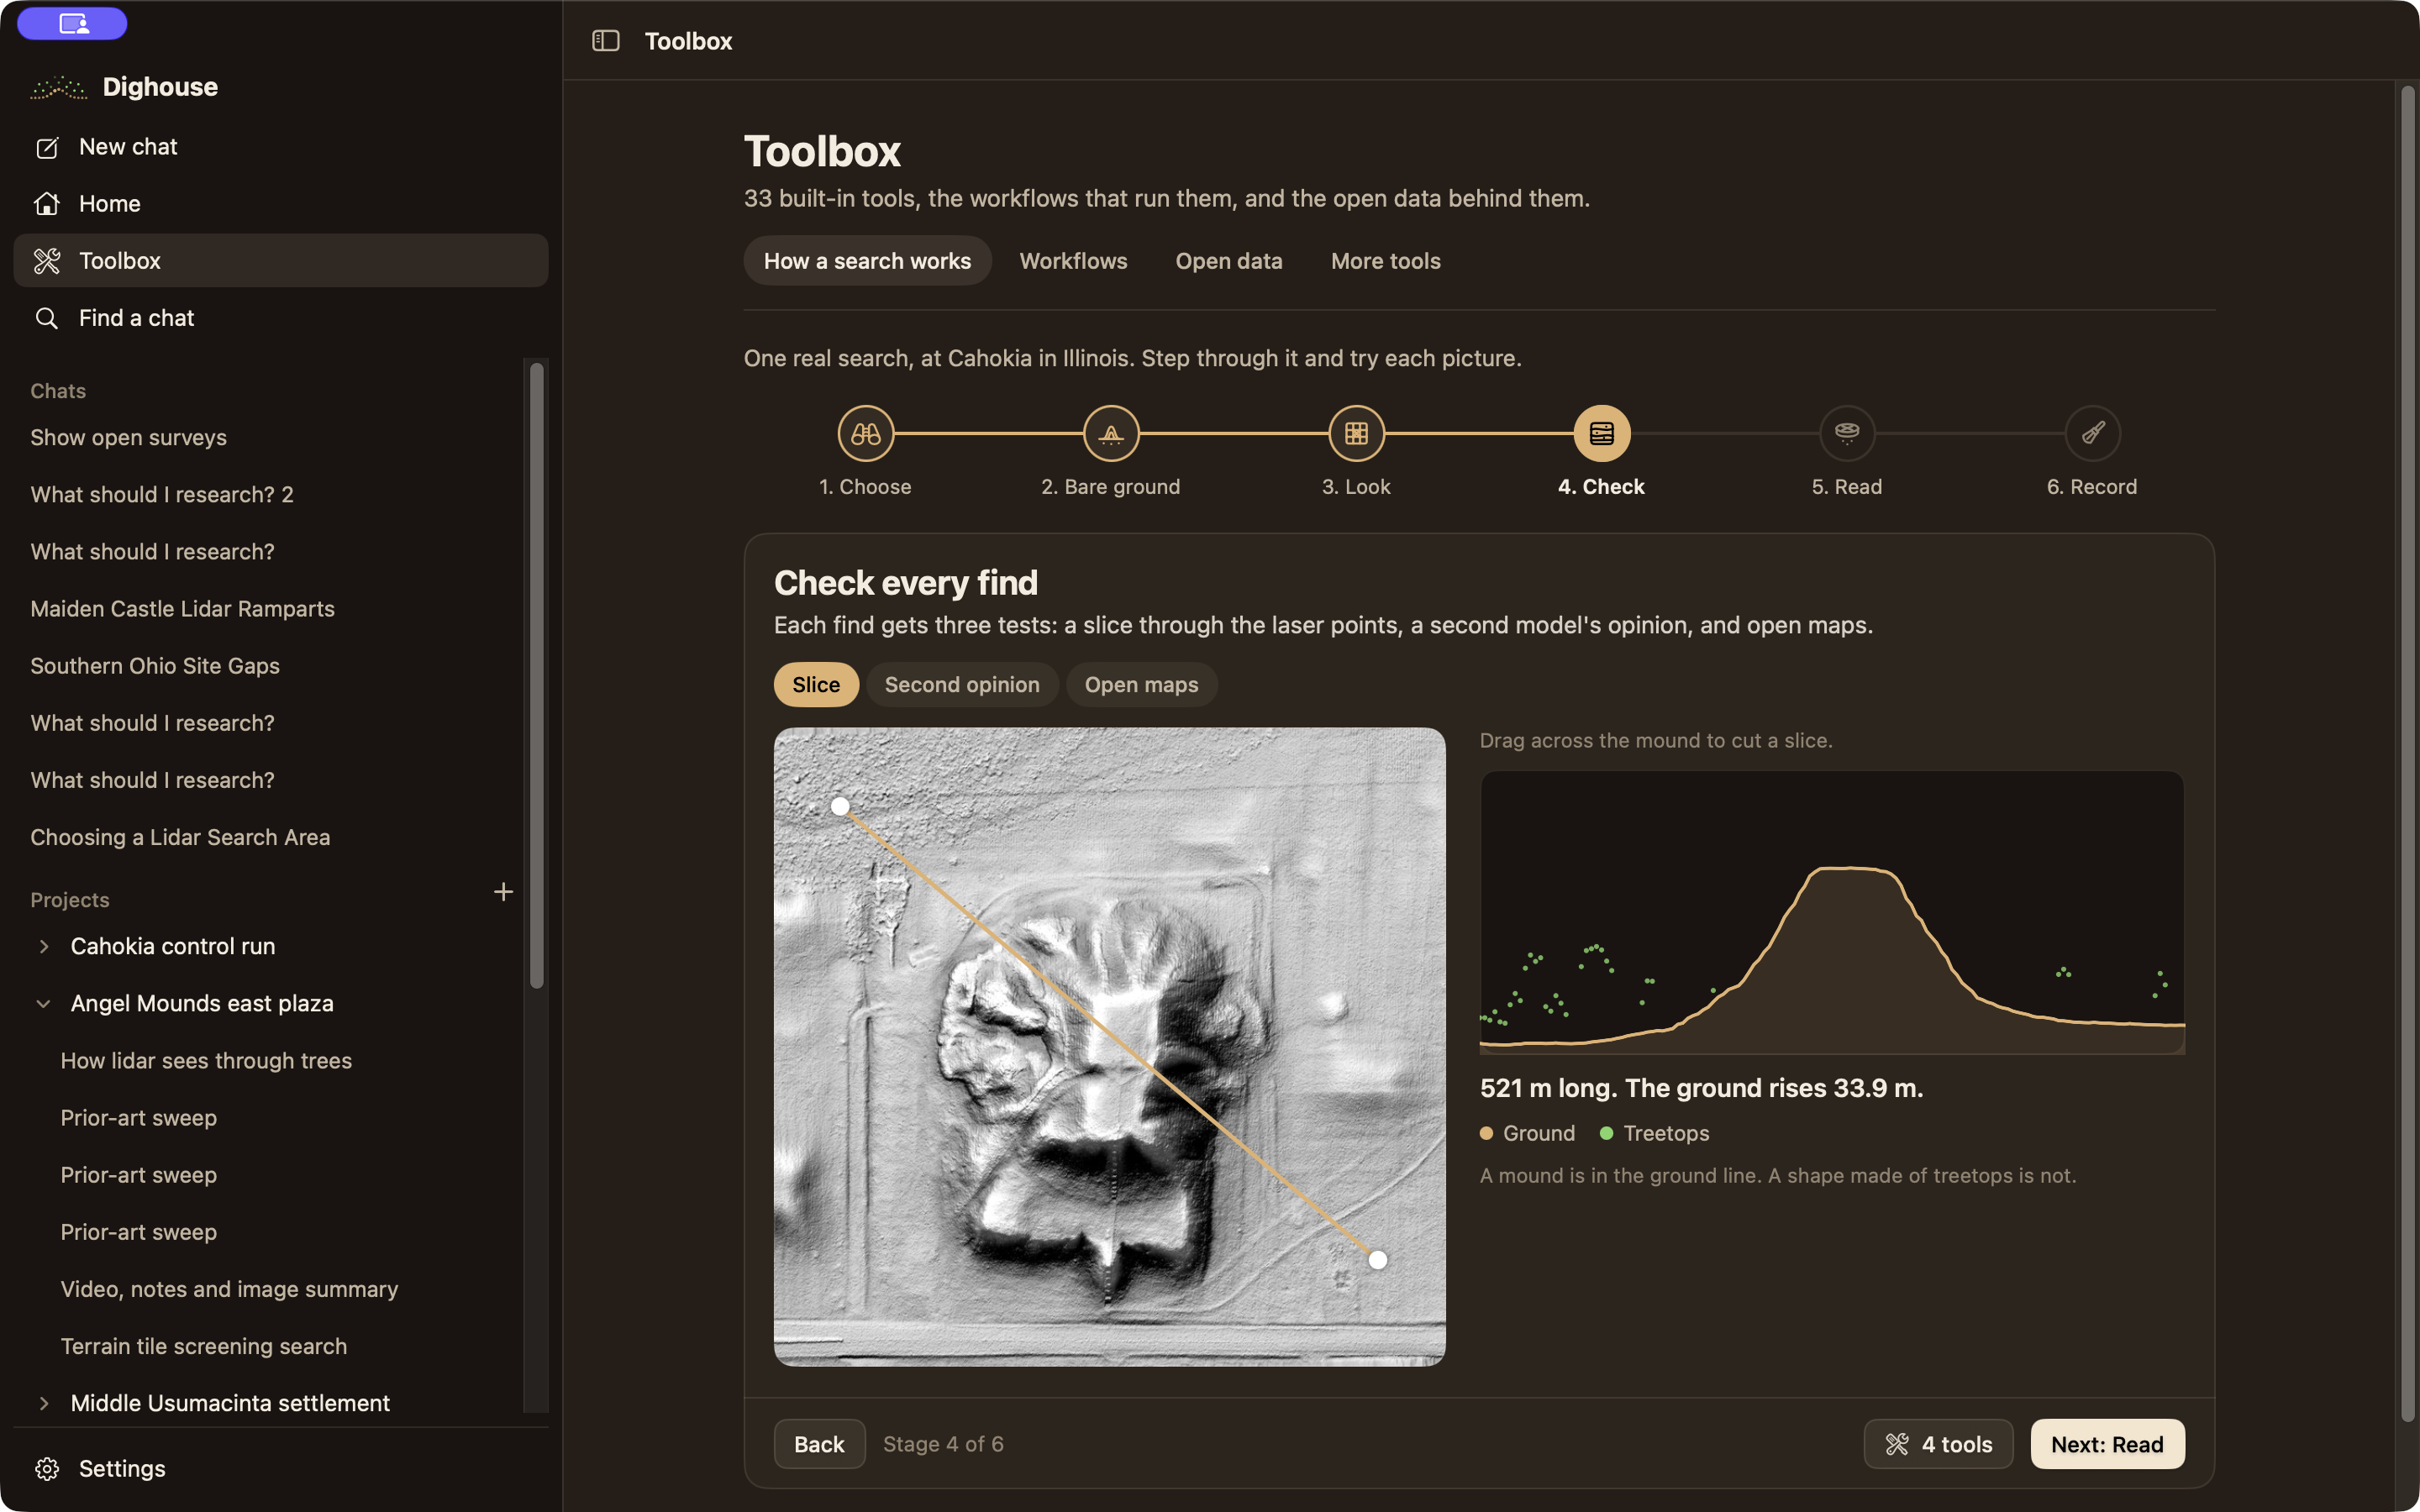 Dighouse
New chat
Home
Toolbox
Find a chat
Chats
Show open surveys
What should I research? 2
What should I research?
Maiden Castle Lidar Ramparts
Southern Ohio Site Gaps
What should I research?
What should I research?
Choosing a Lidar Search Area
Projects
Cahokia control run
Angel Mounds east plaza
How lidar sees through trees
Prior-art sweep
Prior-art sweep
Prior-art sweep
Video, notes and image summary
Terrain tile screening search
Middle Usumacinta settlement
Settings
Toolbox
Toolbox
33 built-in tools, the workflows that run them, and the open data behind them.
How a search works Workflows Open data More tools
One real search, at Cahokia in Illinois. Step through it and try each picture.
1. Choose 2. Bare ground 3. Look 4. Check 5. Read 6. Record
Check every find
Each find gets three tests: a slice through the laser points, a second model's opinion, and open maps.
Slice Second opinion Open maps
Drag across the mound to cut a slice.
521 m long. The ground rises 33.9 m.
Ground Treetops
A mound is in the ground line. A shape made of treetops is not.
Back Stage 4 of 6 4 tools Next: Read